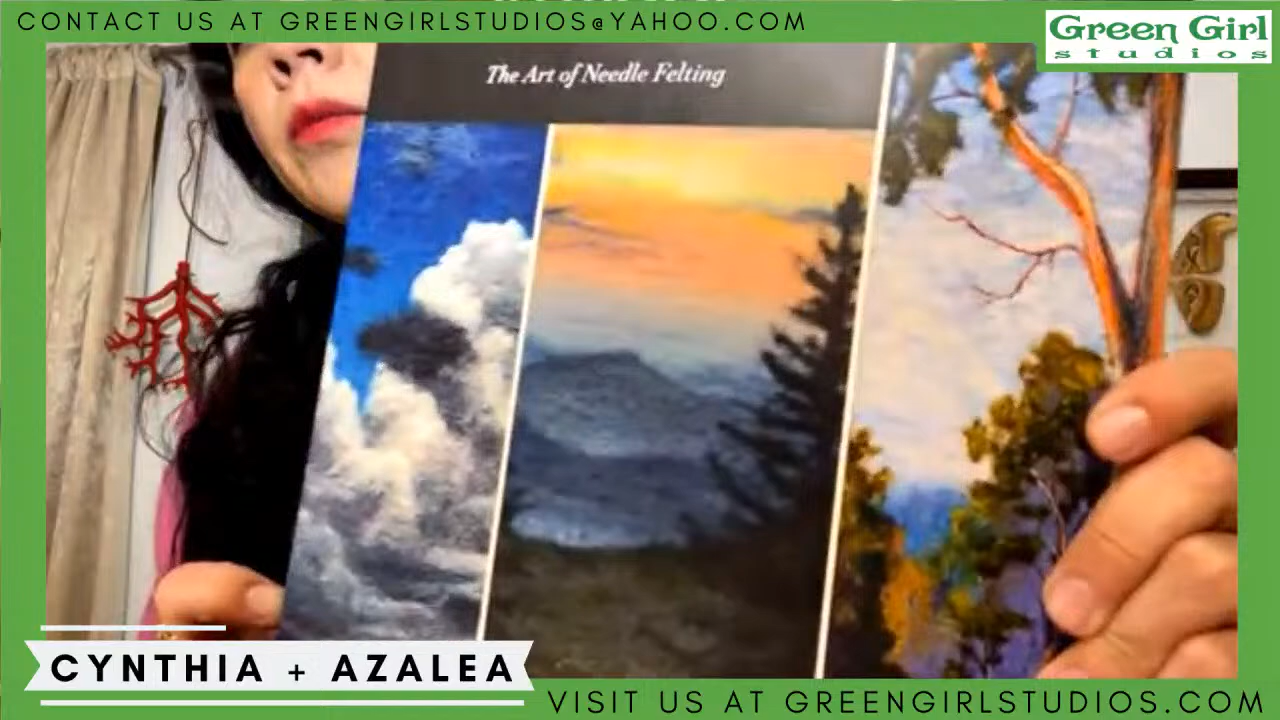 CONTACT US AT GREENGIRLSTUDIOS@YAHOO.COM
Green Girl
studios
The Art of Needle Felting
CYNTHIA + AZALEA
VISIT US AT GREENGIRLSTUDIOS.COM